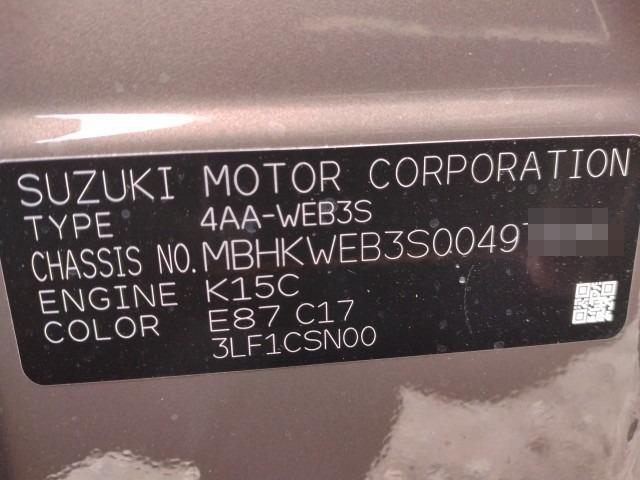 SUZUKI MOTOR CORPORATION
TYPE 4AA-WEB3S
CHASSIS NO. MBHKWEB3S0049
ENGINE K15C
COLOR E87 C17
3LF1CSN00